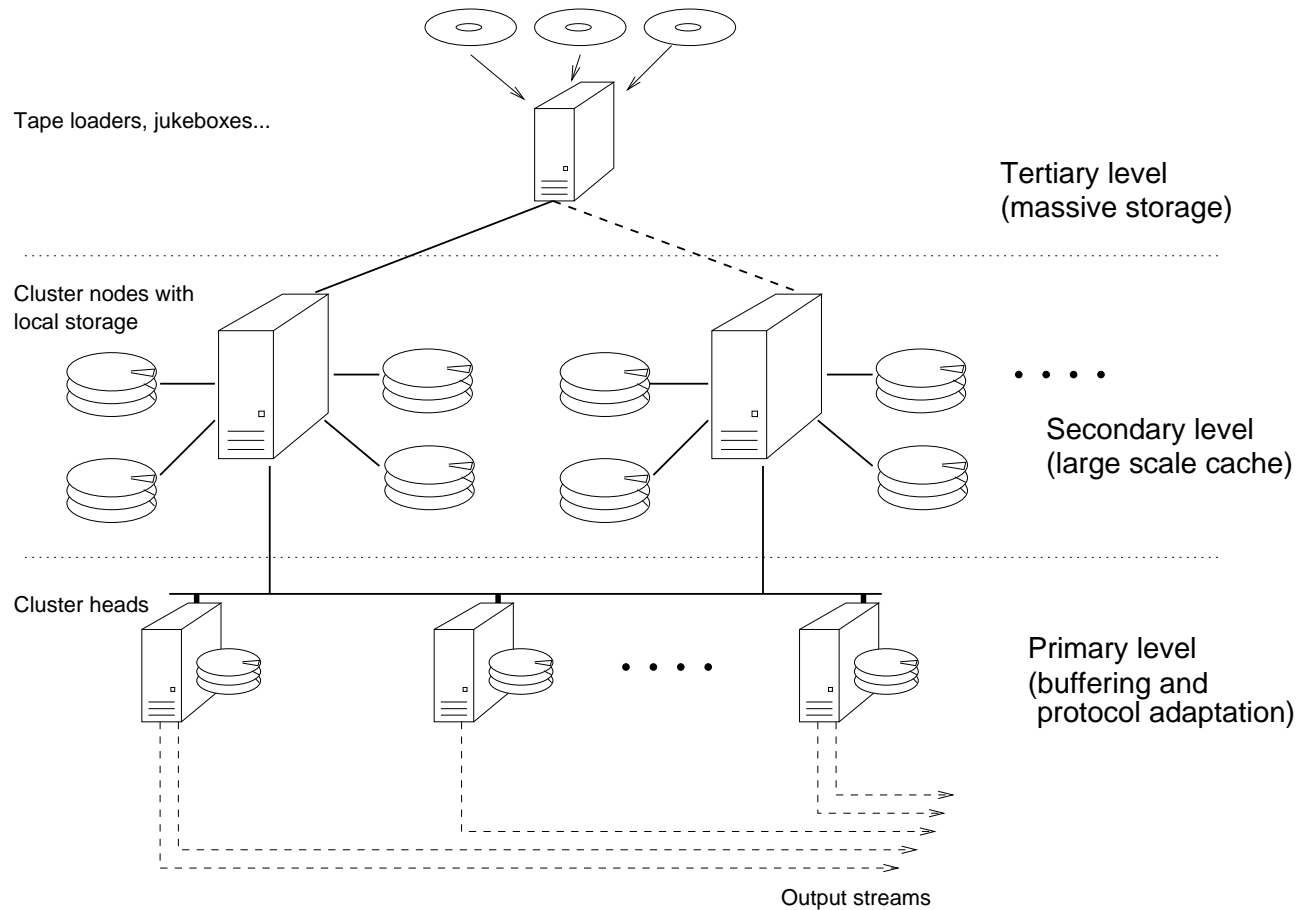 Tape loaders, jukeboxes...
Tertiary level
(massive storage)
Cluster nodes with
local storage
Secondary level
(large scale cache)
Cluster heads
Primary level
(buffering and
protocol adaptation)
Output streams